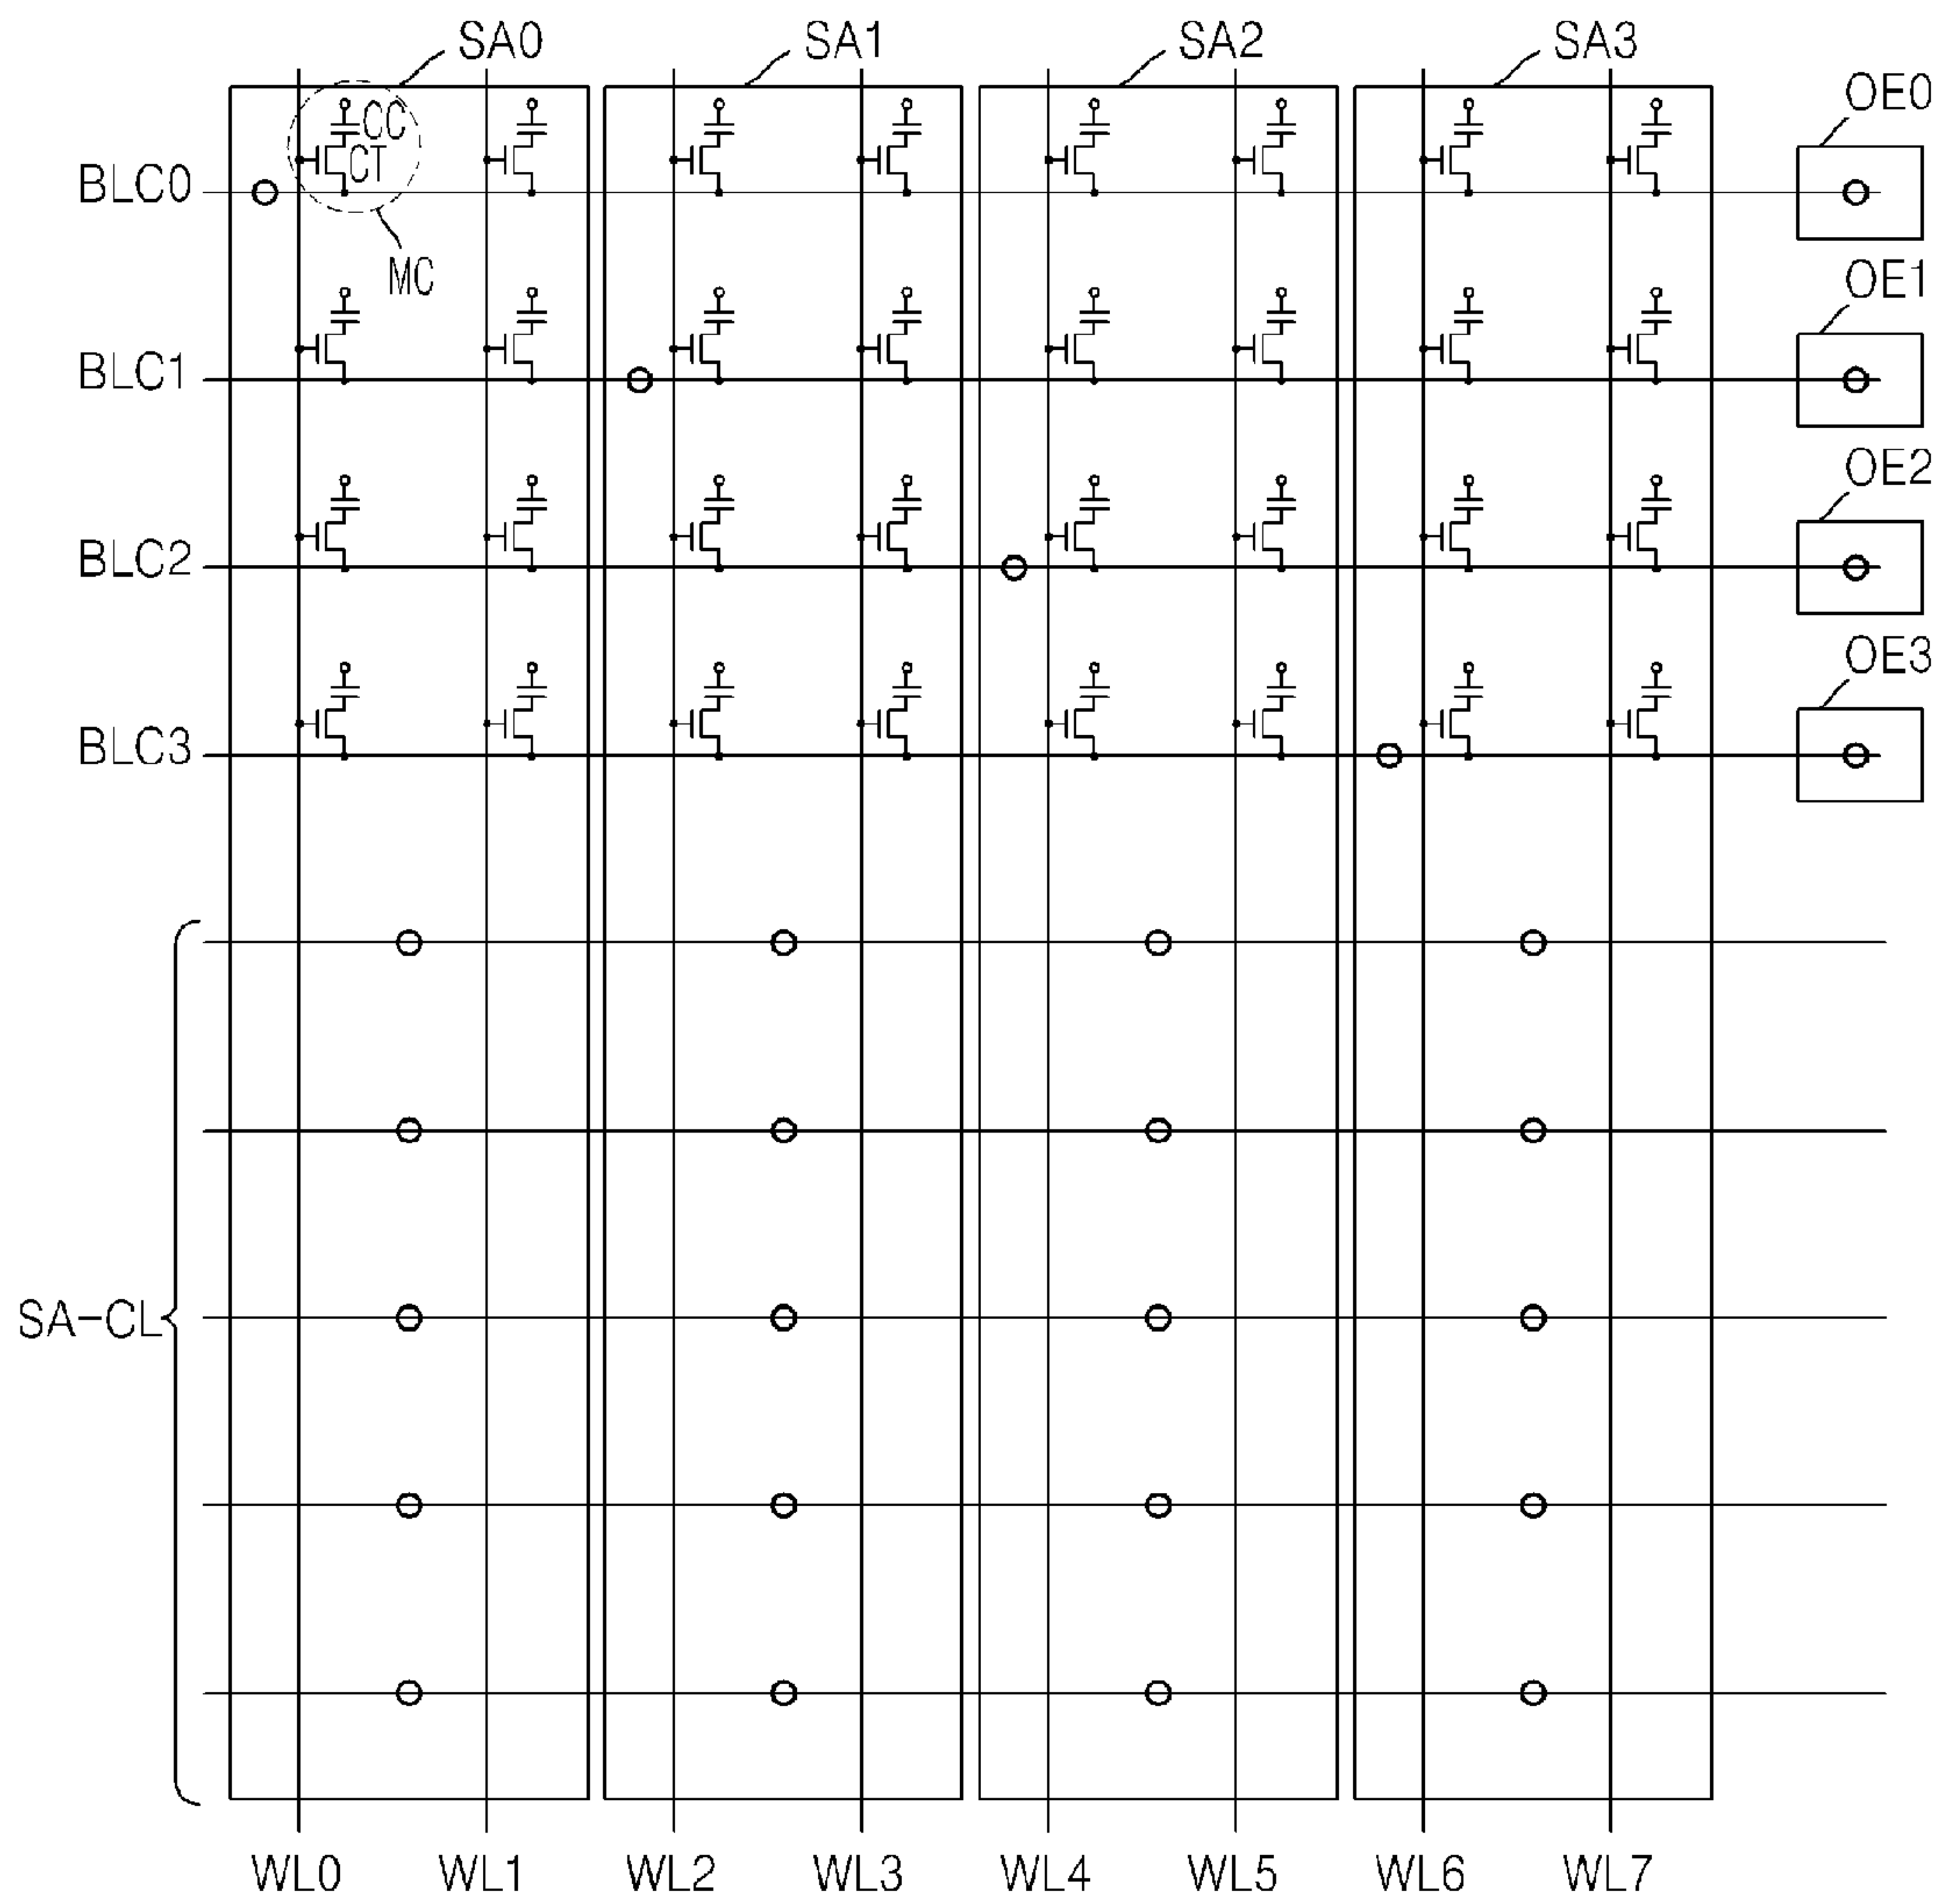 SA0 SA1 SA2 SA3
OE0
CC
CT
BLC0
MC
OE1
BLC1
OE2
BLC2
OE3
BLC3
SA-CL
WL0 WL1 WL2 WL3 WL4 WL5 WL6 WL7